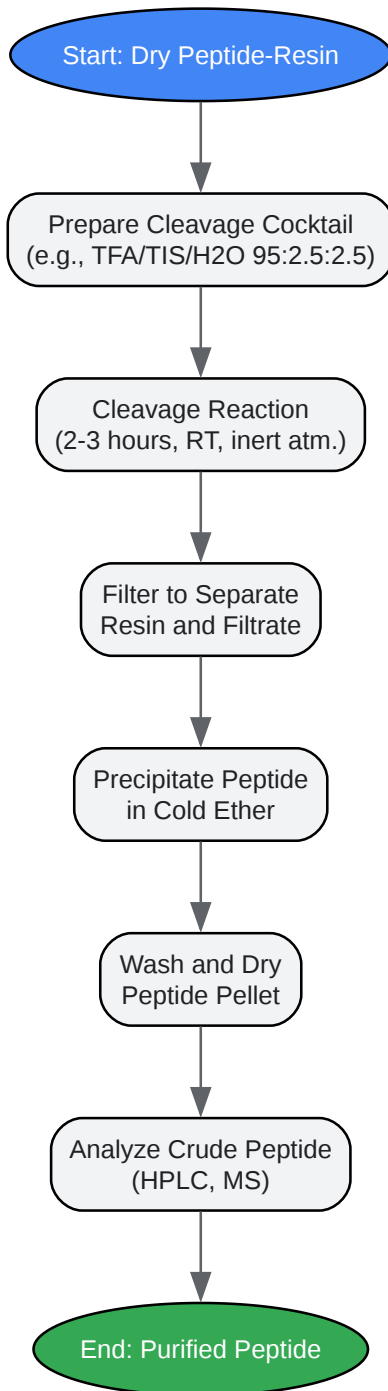 Start: Dry Peptide-Resin
Prepare Cleavage Cocktail
(e.g., TFA/TIS/H2O 95:2.5:2.5)
Cleavage Reaction
(2-3 hours, RT, inert atm.)
Filter to Separate
Resin and Filtrate
Precipitate Peptide
in Cold Ether
Wash and Dry
Peptide Pellet
Analyze Crude Peptide
(HPLC, MS)
End: Purified Peptide